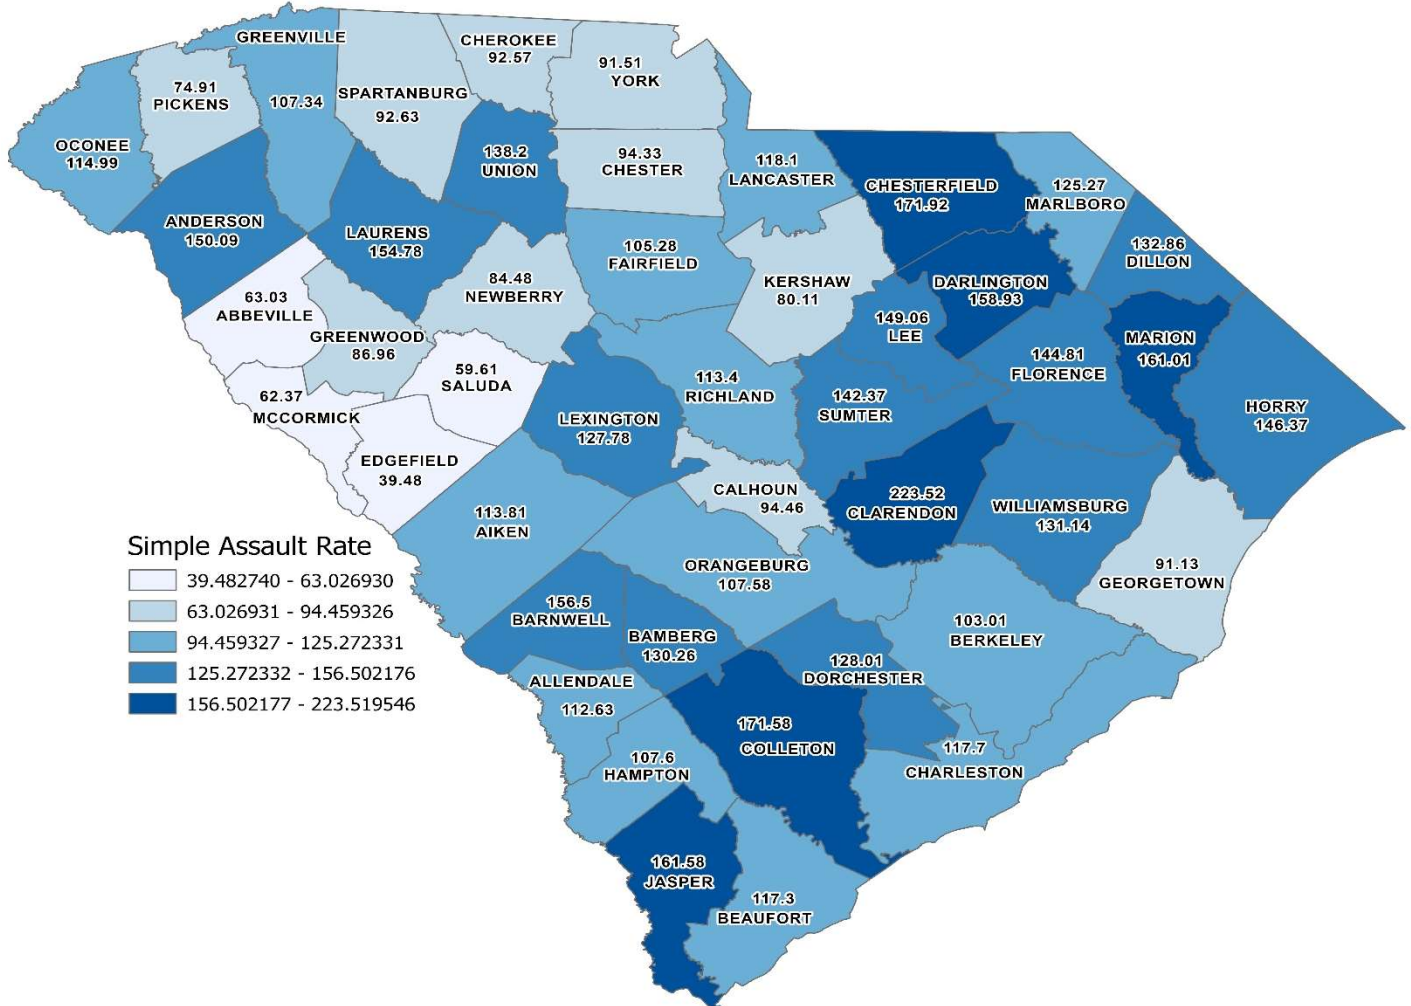 GREENVILLE
107.34
CHEROKEE
92.57
91.51
YORK
74.91
PICKENS
SPARTANBURG
92.63
OCONEE
114.99
138.2
UNION
94.33
CHESTER
118.1
LANCASTER
CHESTERFIELD
171.92
125.27
MARLBORO
ANDERSON
150.09
LAURENS
154.78
105.28
FAIRFIELD
132.86
DILLON
84.48
NEWBERRY
KERSHAW
80.11
DARLINGTON
158.93
63.03
ABBEVILLE
GREENWOOD
86.96
149.06
LEE
MARION
161.01
59.61
SALUDA
113.4
RICHLAND
144.81
FLORENCE
62.37
MCCORMICK
LEXINGTON
127.78
142.37
SUMTER
HORRY
146.37
EDGEFIELD
39.48
CALHOUN
94.46
223.52
CLARENDON
WILLIAMSBURG
131.14
113.81
AIKEN
ORANGEBURG
107.58
91.13
GEORGETOWN
156.5
BARNWELL
BAMBERG
130.26
103.01
BERKELEY
128.01
DORCHESTER
ALLENDALE
112.63
171.58
COLLETON
117.7
CHARLESTON
107.6
HAMPTON
161.58
JASPER
117.3
BEAUFORT
Simple Assault Rate
39.482740 - 63.026930
63.026931 - 94.459326
94.459327 - 125.272331
125.272332 - 156.502176
156.502177 - 223.519546